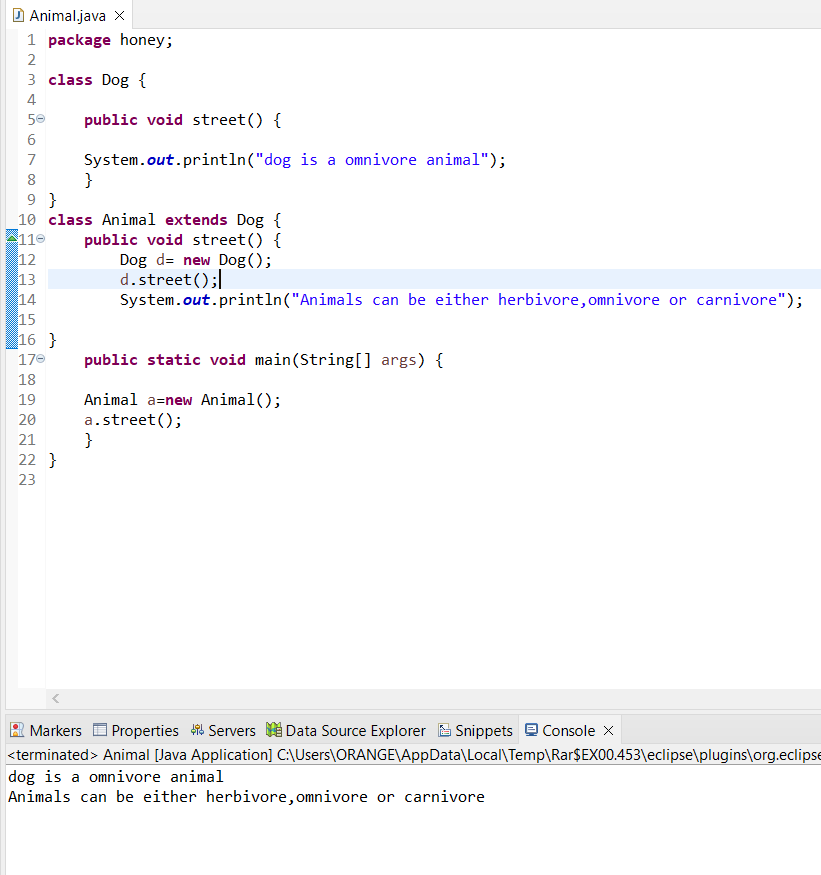 Animal.java
1 package honey;
2
3 class Dog {
4
5 public void street() {
6
7 System.out.println("dog is a omnivore animal");
8 }
9 }
10 class Animal extends Dog {
11 public void street() {
12 Dog d= new Dog();
13 d.street();
14 System.out.println("Animals can be either herbivore,omnivore or carnivore");
15
16 }
17 public static void main(String[] args) {
18
19 Animal a=new Animal();
20 a.street();
21 }
22 }
23
Markers Properties Servers Data Source Explorer Snippets Console
<terminated> Animal [Java Application] C:\Users\ORANGE\AppData\Local\Temp\Rar$EX00.453\eclipse\plugins\org.eclipse
dog is a omnivore animal
Animals can be either herbivore,omnivore or carnivore